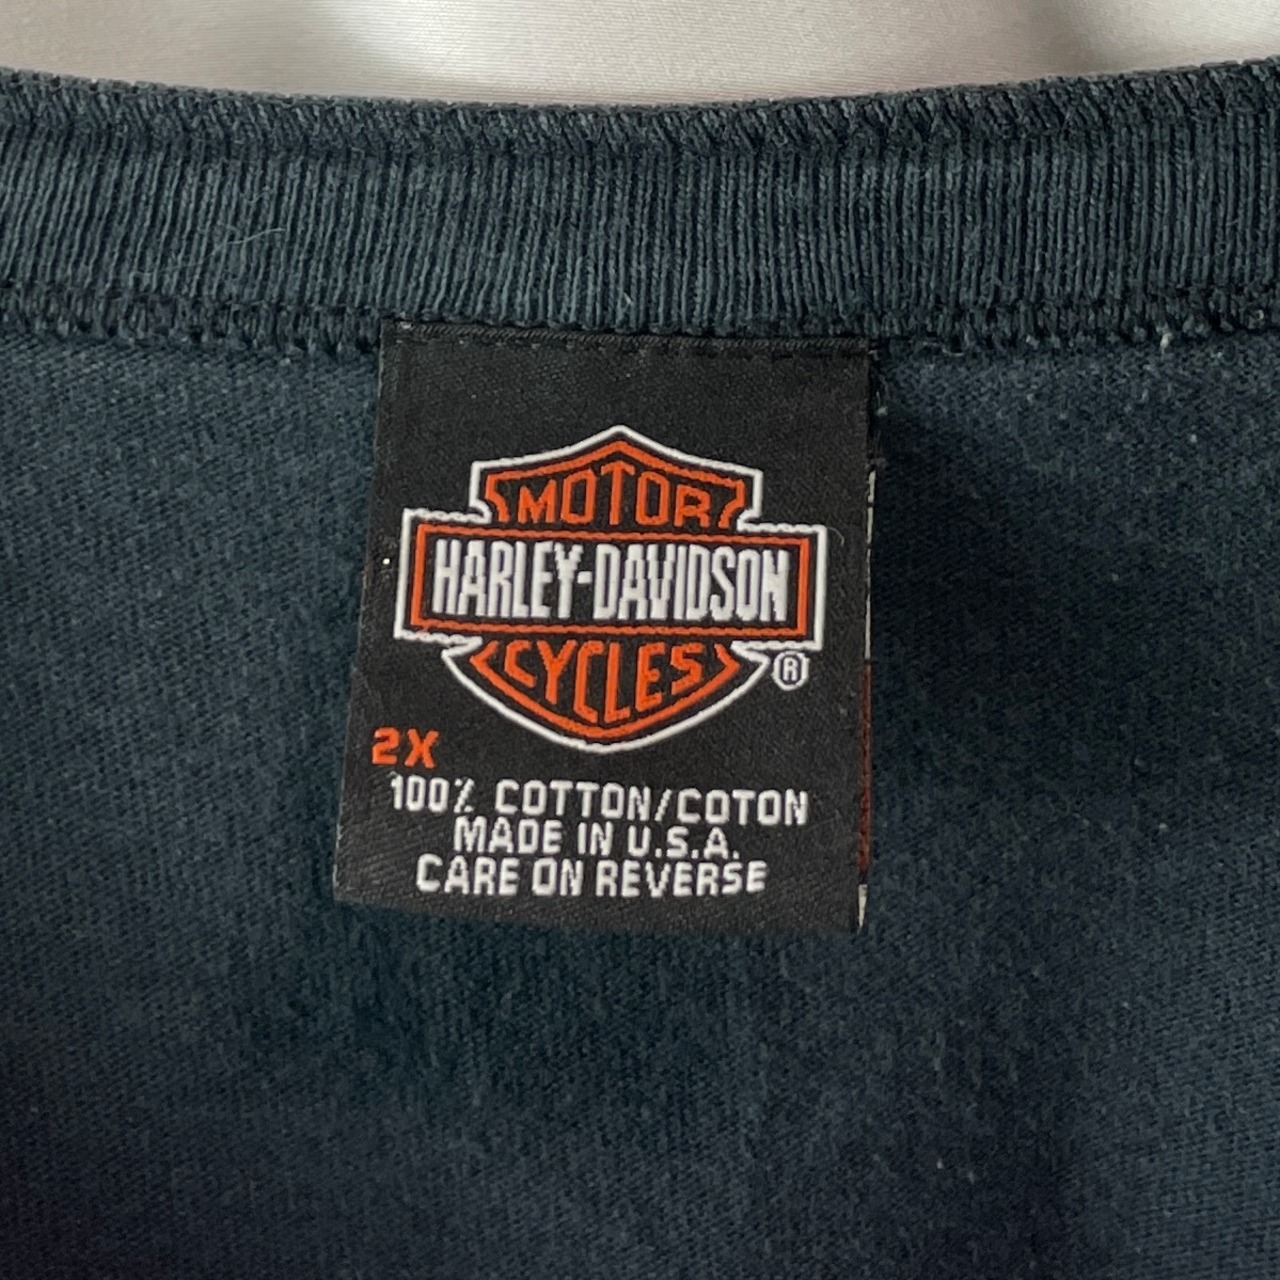 MOTOR
HARLEY-DAVIDSON
CYCLES
®
2X
100% COTTON/COTON
MADE IN U.S.A.
CARE ON REVERSE